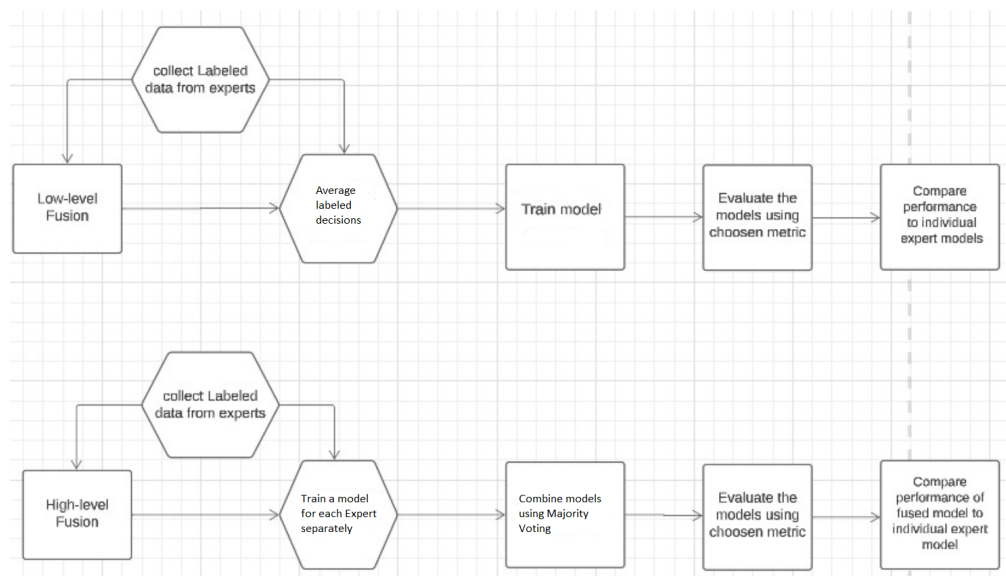 collect Labeled
data from experts
Low-level
Fusion
Average
labeled
decisions
Train model
Evaluate the
models using
choosen metric
Compare
performance
to individual
expert models
collect Labeled
data from experts
High-level
Fusion
Train a model
for each Expert
separately
Combine models
using Majority
Voting
Evaluate the
models using
choosen metric
Compare
performance of
fused model to
individual expert
model